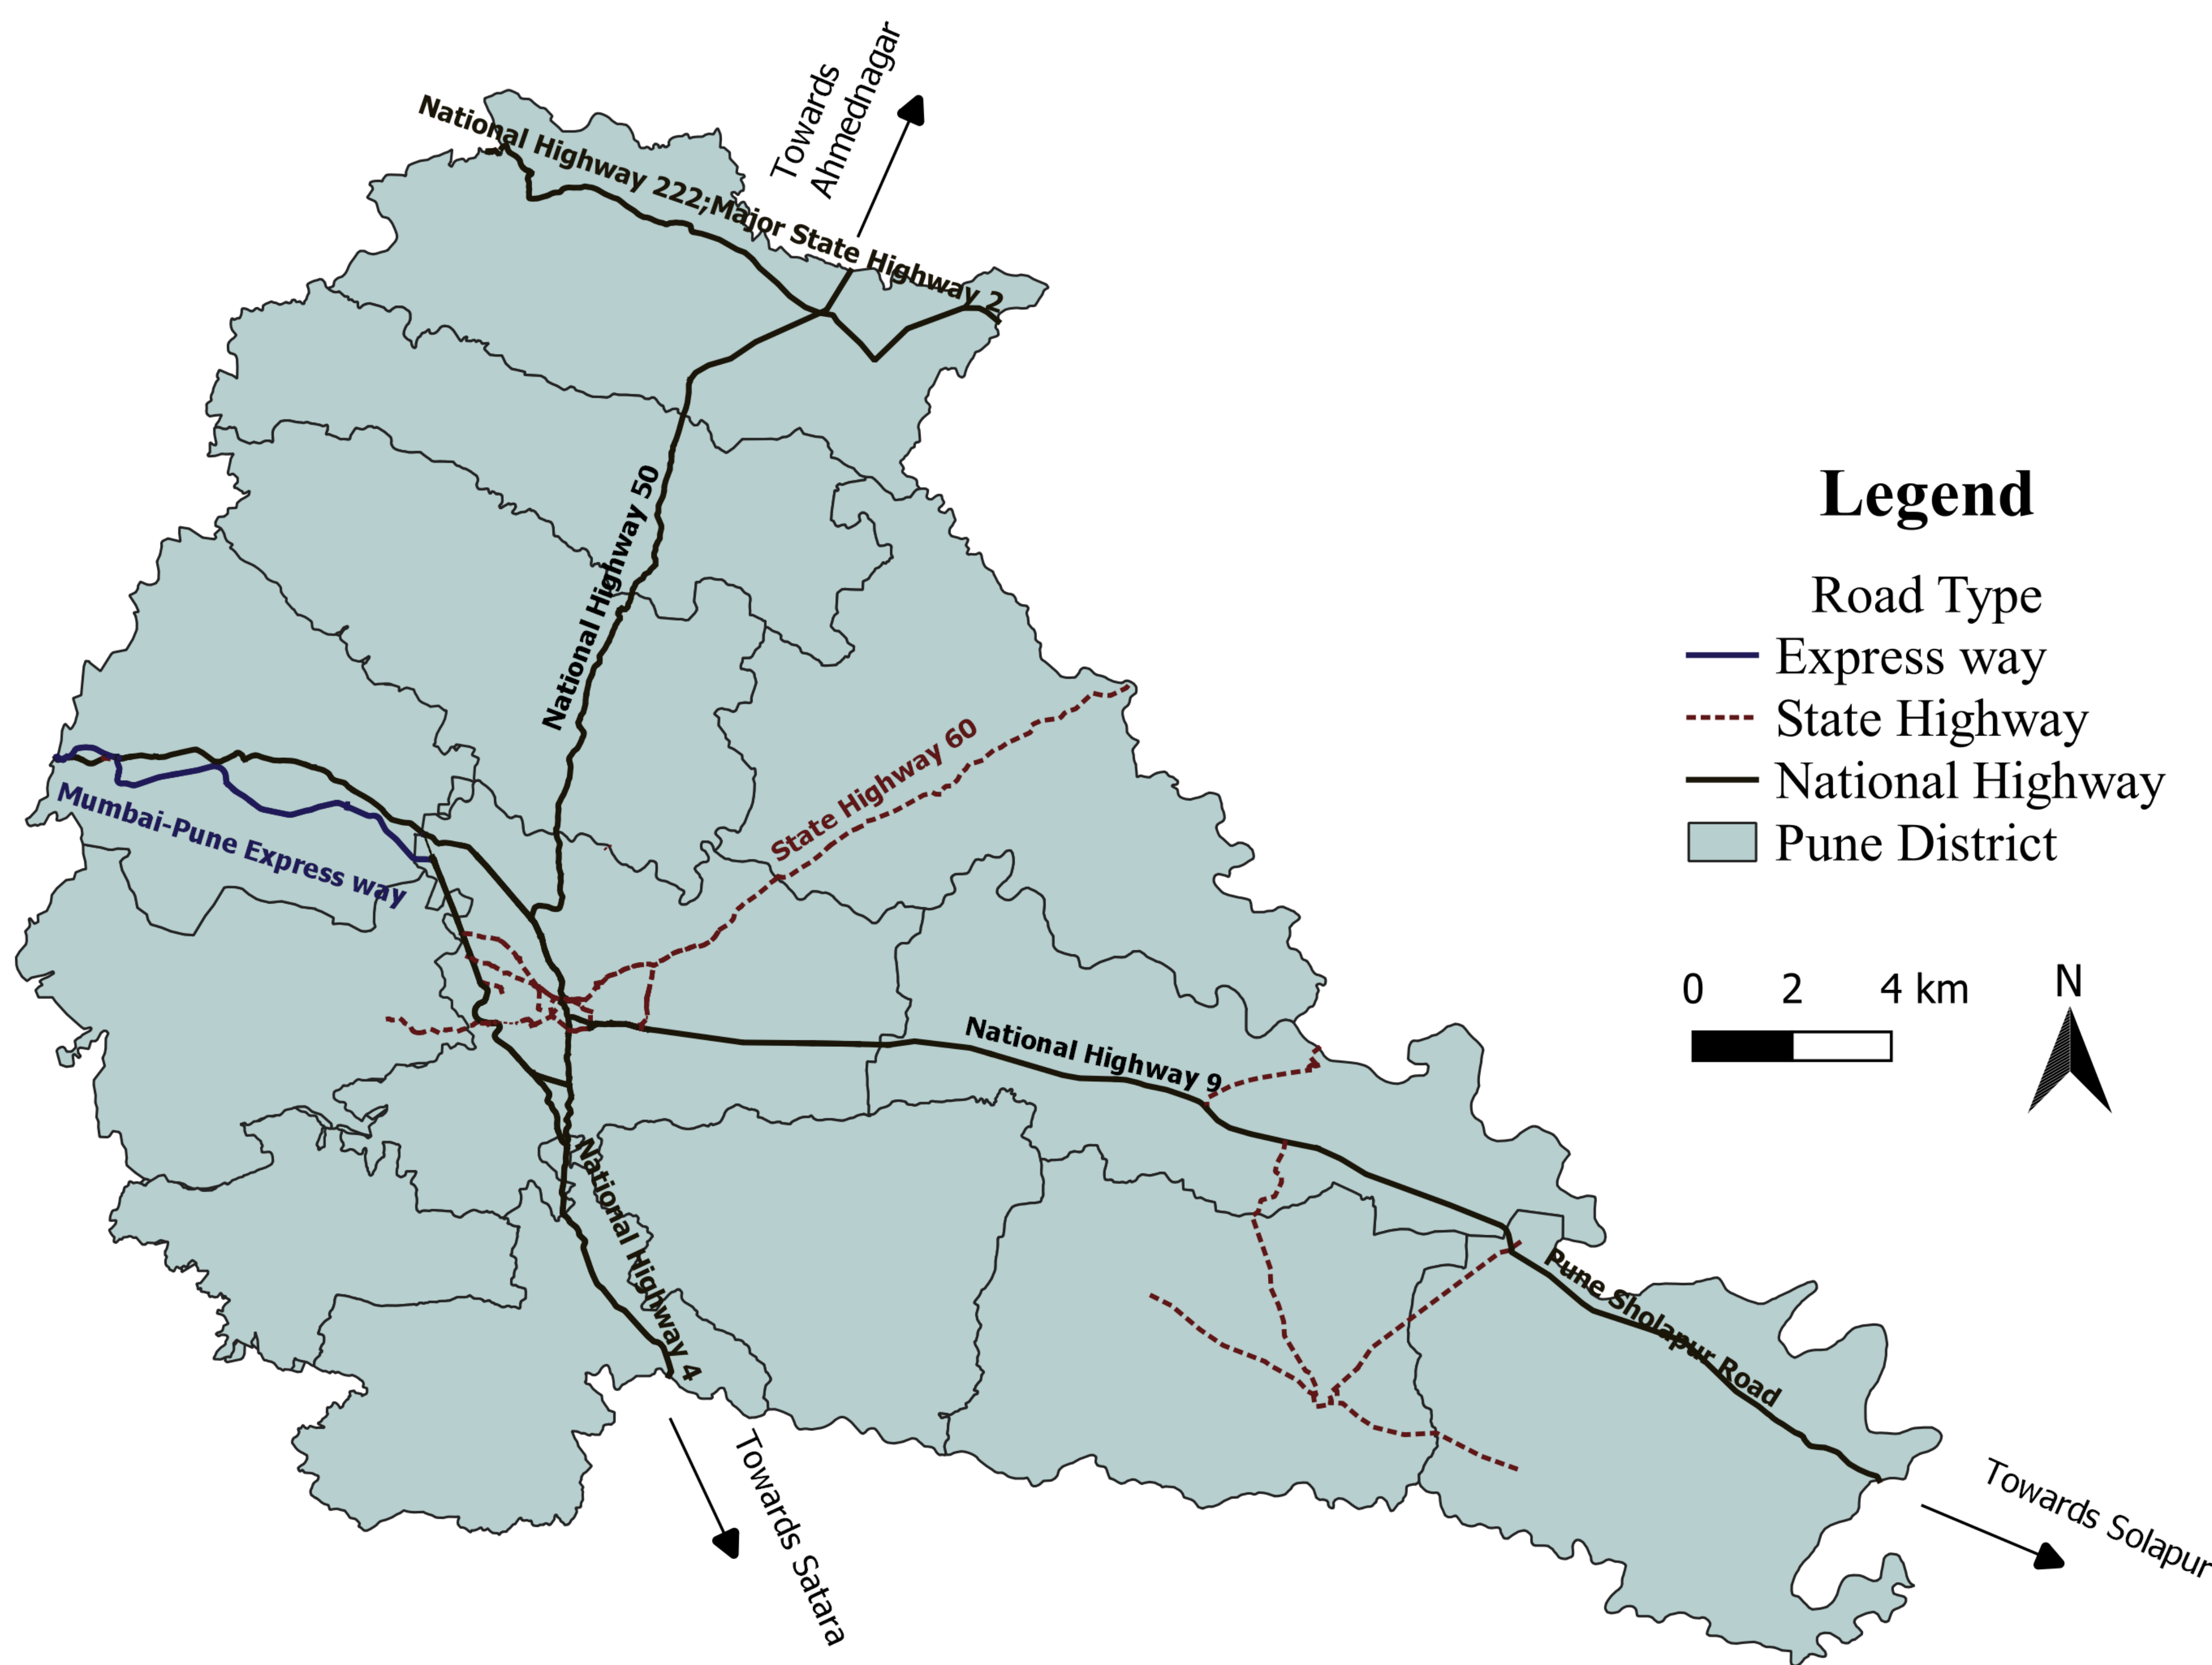 Towards
Ahmednagar
National Highway 222;Major State Highway 2
National Highway 50
State Highway 60
Mumbai-Pune Express way
National Highway 9
National Highway 4
Pune Sholapur Road
Towards Satara
Towards Solapur
Legend
Road Type
Express way
State Highway
National Highway
Pune District
0 2 4 km
N